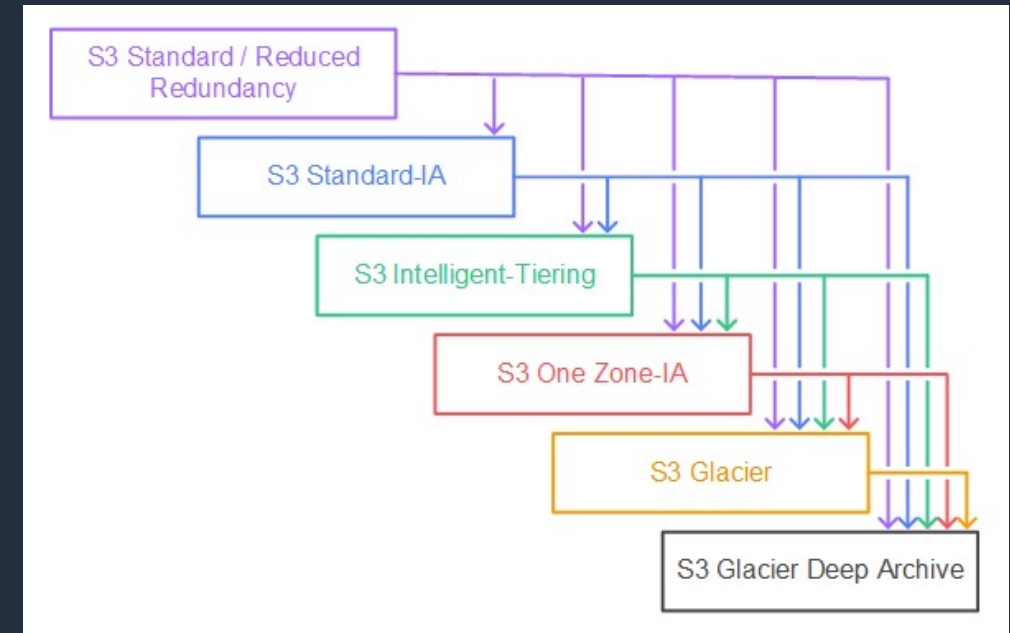 S3 Standard / Reduced
Redundancy
S3 Standard-IA
S3 Intelligent-Tiering
S3 One Zone-IA
S3 Glacier
S3 Glacier Deep Archive